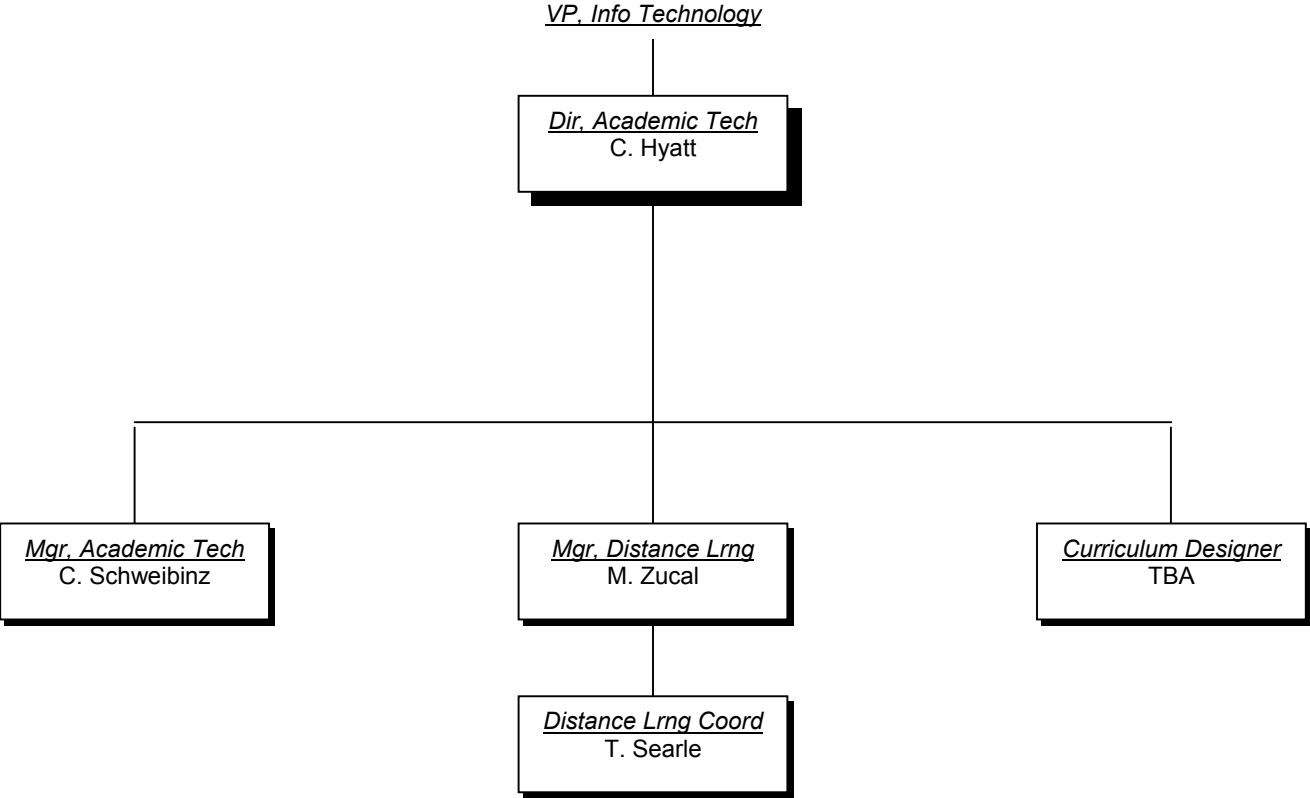 VP, Info Technology
Dir, Academic Tech
C. Hyatt
Mgr, Academic Tech
C. Schweibinz
Mgr, Distance Lrng
M. Zucal
Curriculum Designer
TBA
Distance Lrng Coord
T. Searle